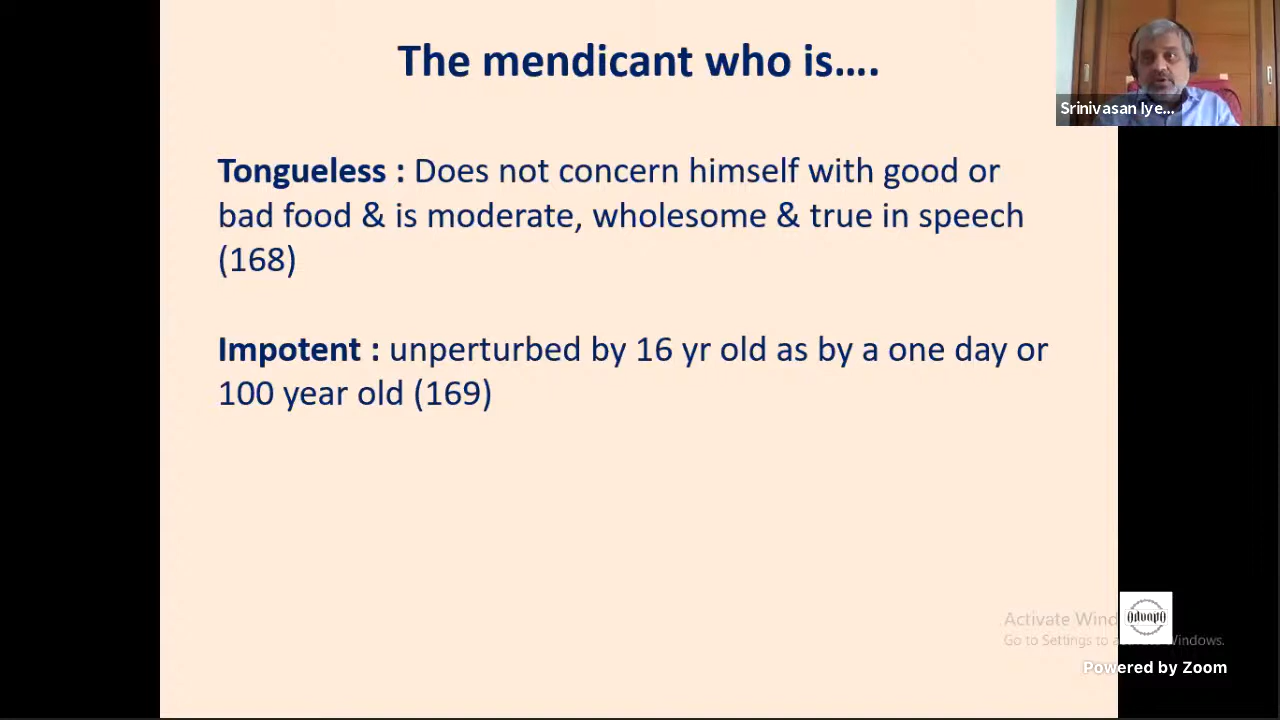 The mendicant who is....
Srinivasan Iye...
Tongueless : Does not concern himself with good or
bad food & is moderate, wholesome & true in speech
(168)
Impotent : unperturbed by 16 yr old as by a one day or
100 year old (169)
Activate Wind
Go to Settings to a Windows.
Powered by Zoom